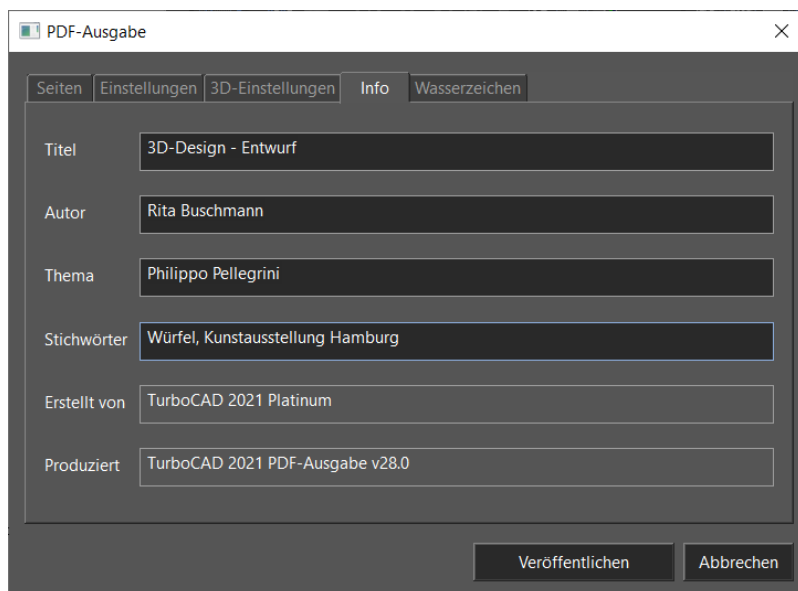 PDF-Ausgabe
Seiten Einstellungen 3D-Einstellungen Info Wasserzeichen
Titel 3D-Design - Entwurf
Autor Rita Buschmann
Thema Philippo Pellegrini
Stichwörter Würfel, Kunstausstellung Hamburg
Erstellt von TurboCAD 2021 Platinum
Produziert TurboCAD 2021 PDF-Ausgabe v28.0
Veröffentlichen Abbrechen